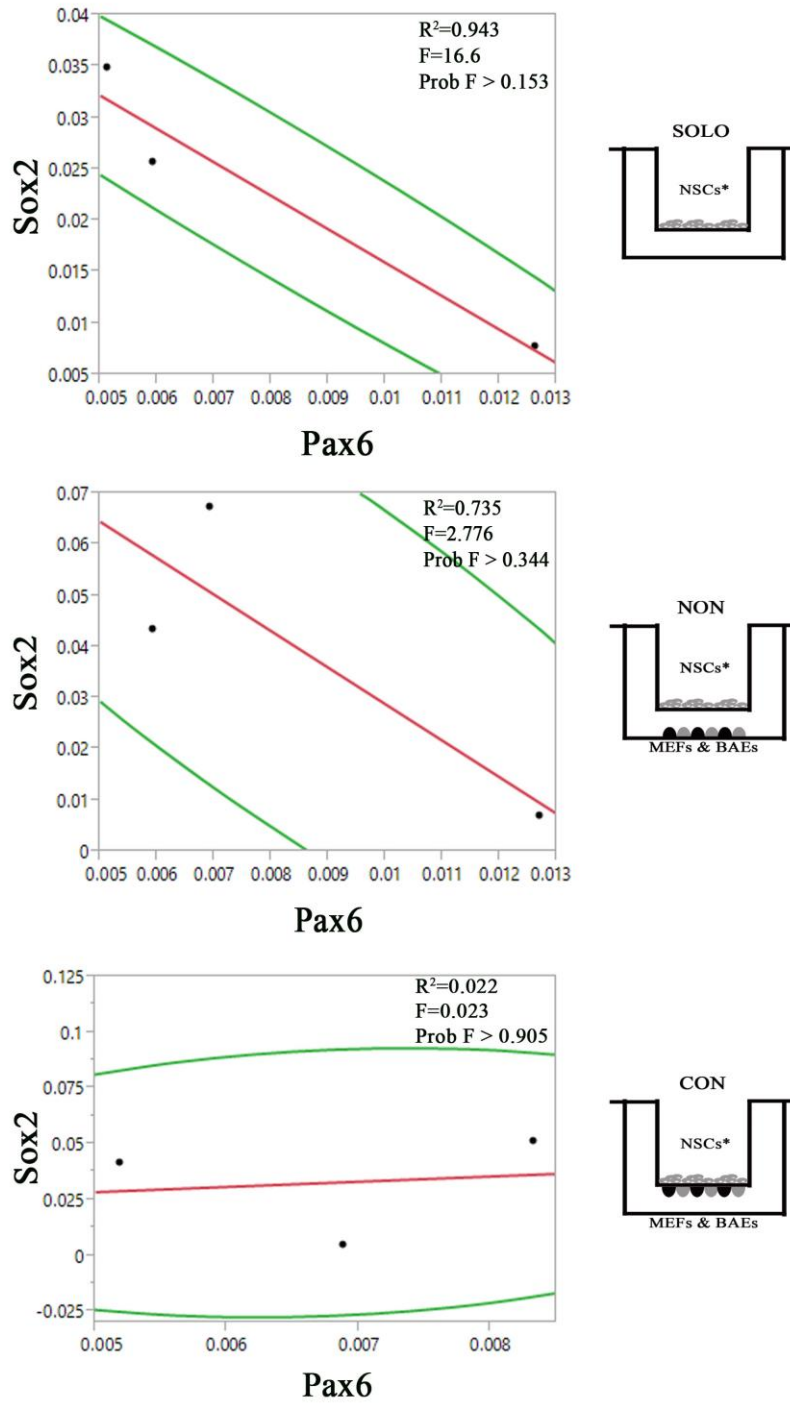 0.04
0.035
0.03
0.025
0.02
0.015
0.01
0.005
Sox2
R²=0.943
F=16.6
Prob F > 0.153
0.005 0.006 0.007 0.008 0.009 0.01 0.011 0.012 0.013
Pax6
SOLO
NSCs*
0.07
0.06
0.05
0.04
0.03
0.02
0.01
0
Sox2
R²=0.735
F=2.776
Prob F > 0.344
0.005 0.006 0.007 0.008 0.009 0.01 0.011 0.012 0.013
Pax6
NON
NSCs*
MEFs & BAEs
0.125
0.1
0.075
0.05
0.025
0
-0.025
Sox2
R²=0.022
F=0.023
Prob F > 0.905
0.005 0.006 0.007 0.008
Pax6
CON
NSCs*
MEFs & BAEs